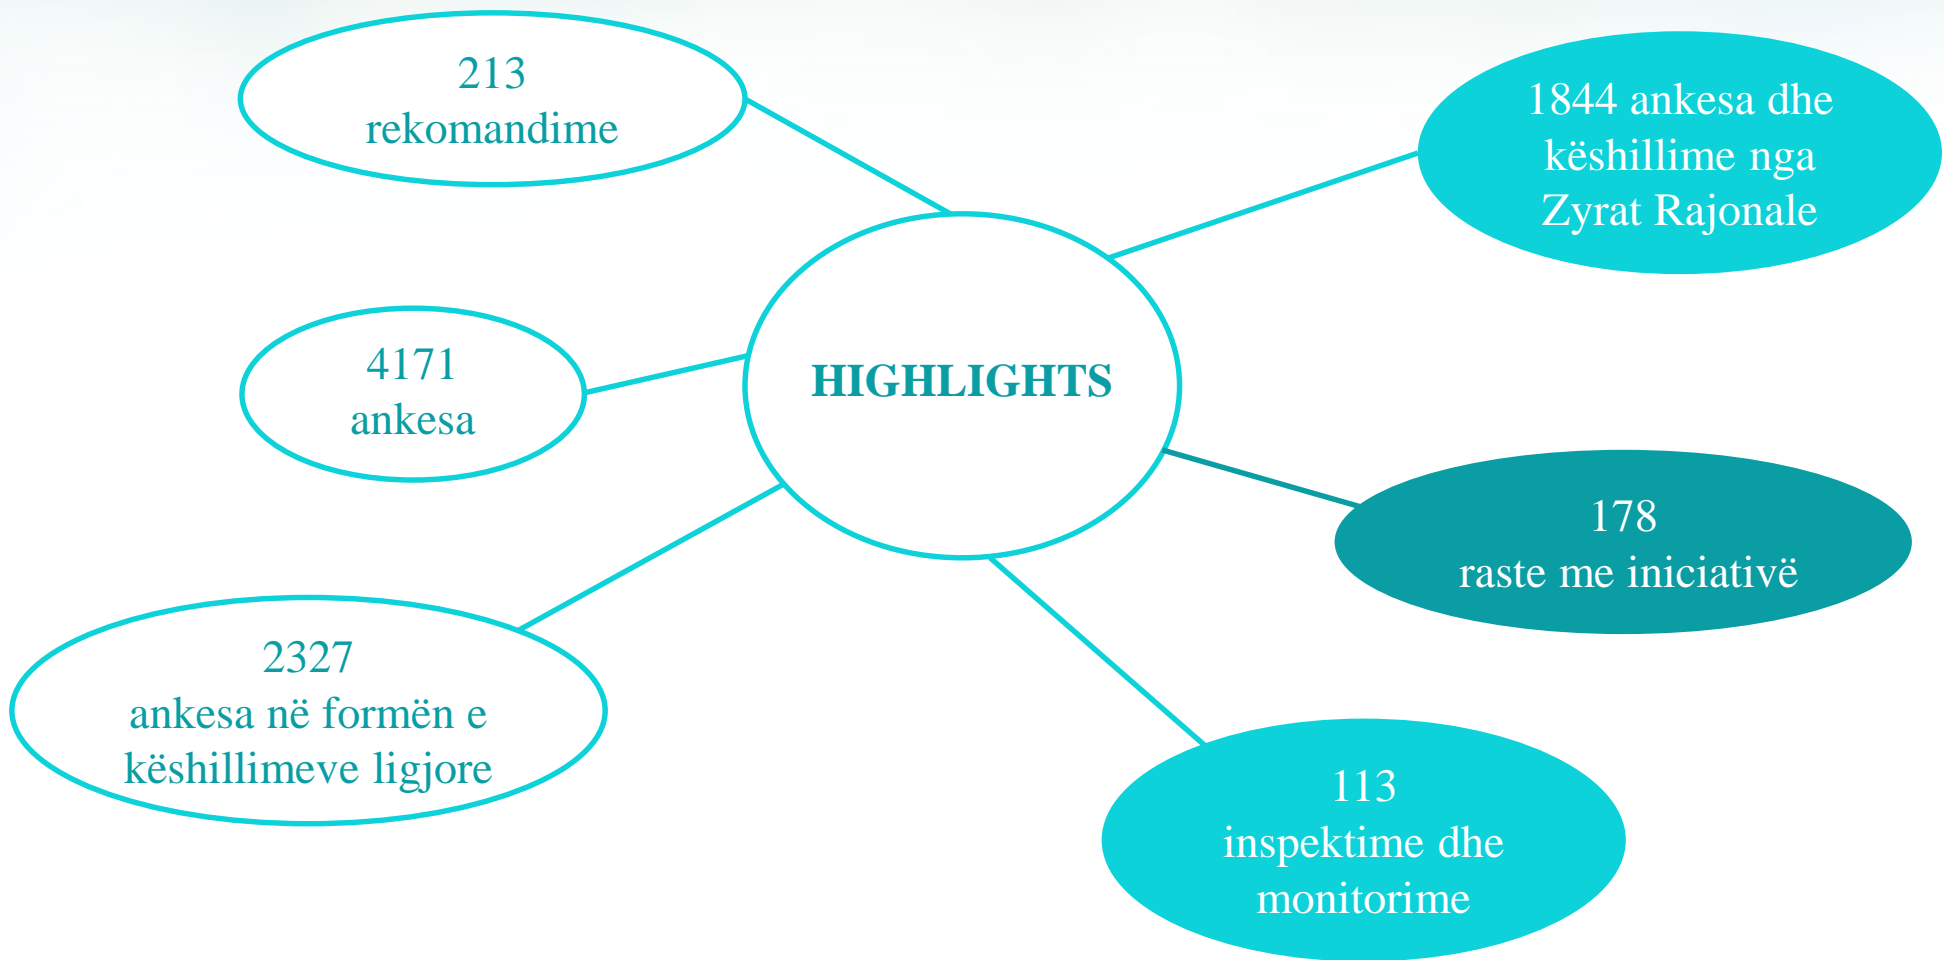 213
rekomandime
1844 ankesa dhe
këshillime nga
Zyrat Rajonale
4171
ankesa
HIGHLIGHTS
178
raste me iniciativë
2327
ankesa në formën e
këshillimeve ligjore
113
inspektime dhe
monitorime